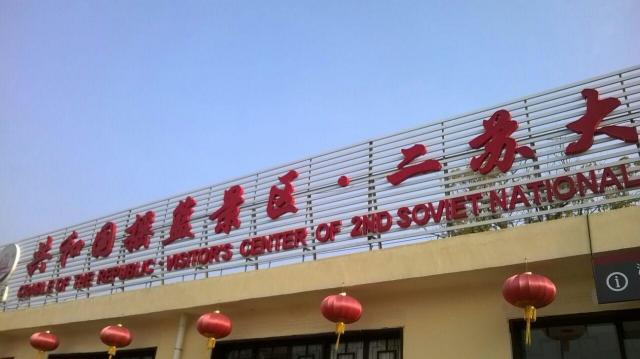 共和国摇篮景区·二苏大
CRADLE OF THE REPUBLIC VISITORS CENTER OF 2ND SOVIET NATIONAL